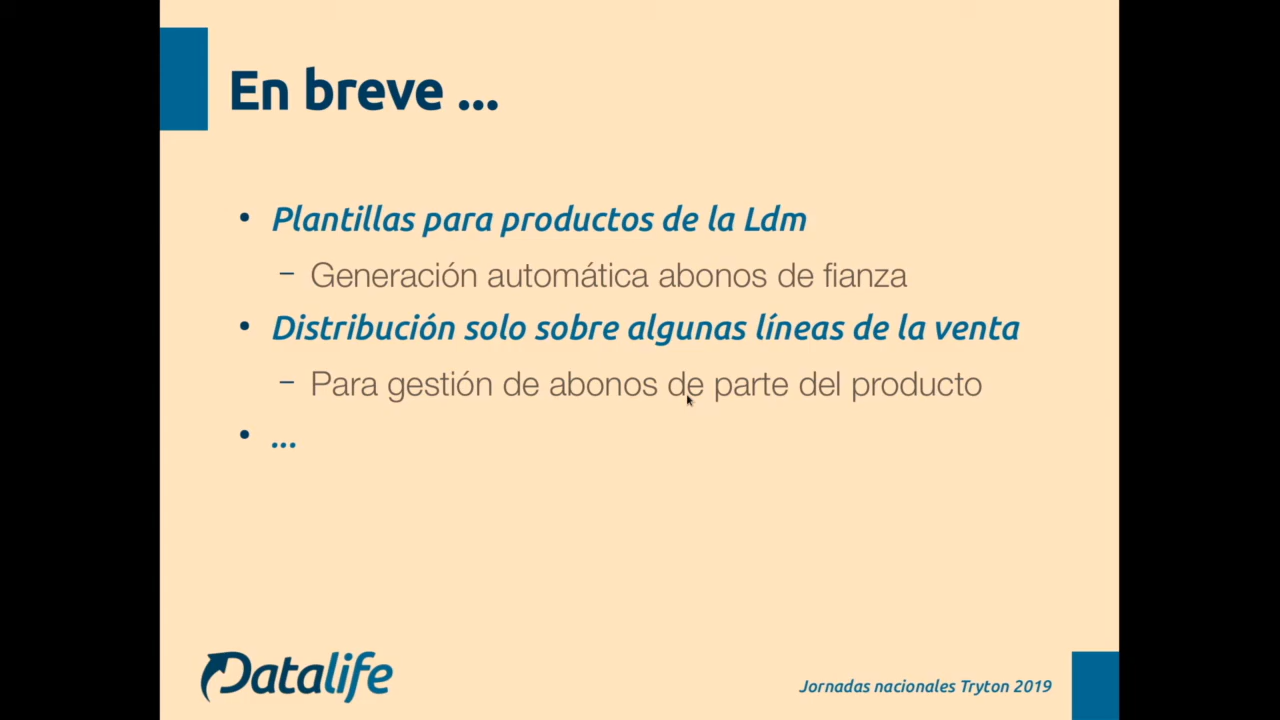 En breve ...
• Plantillas para productos de la Ldm
– Generación automática abonos de fianza
• Distribución solo sobre algunas líneas de la venta
– Para gestión de abonos de parte del producto
• ...
Datalife
Jornadas nacionales Tryton 2019